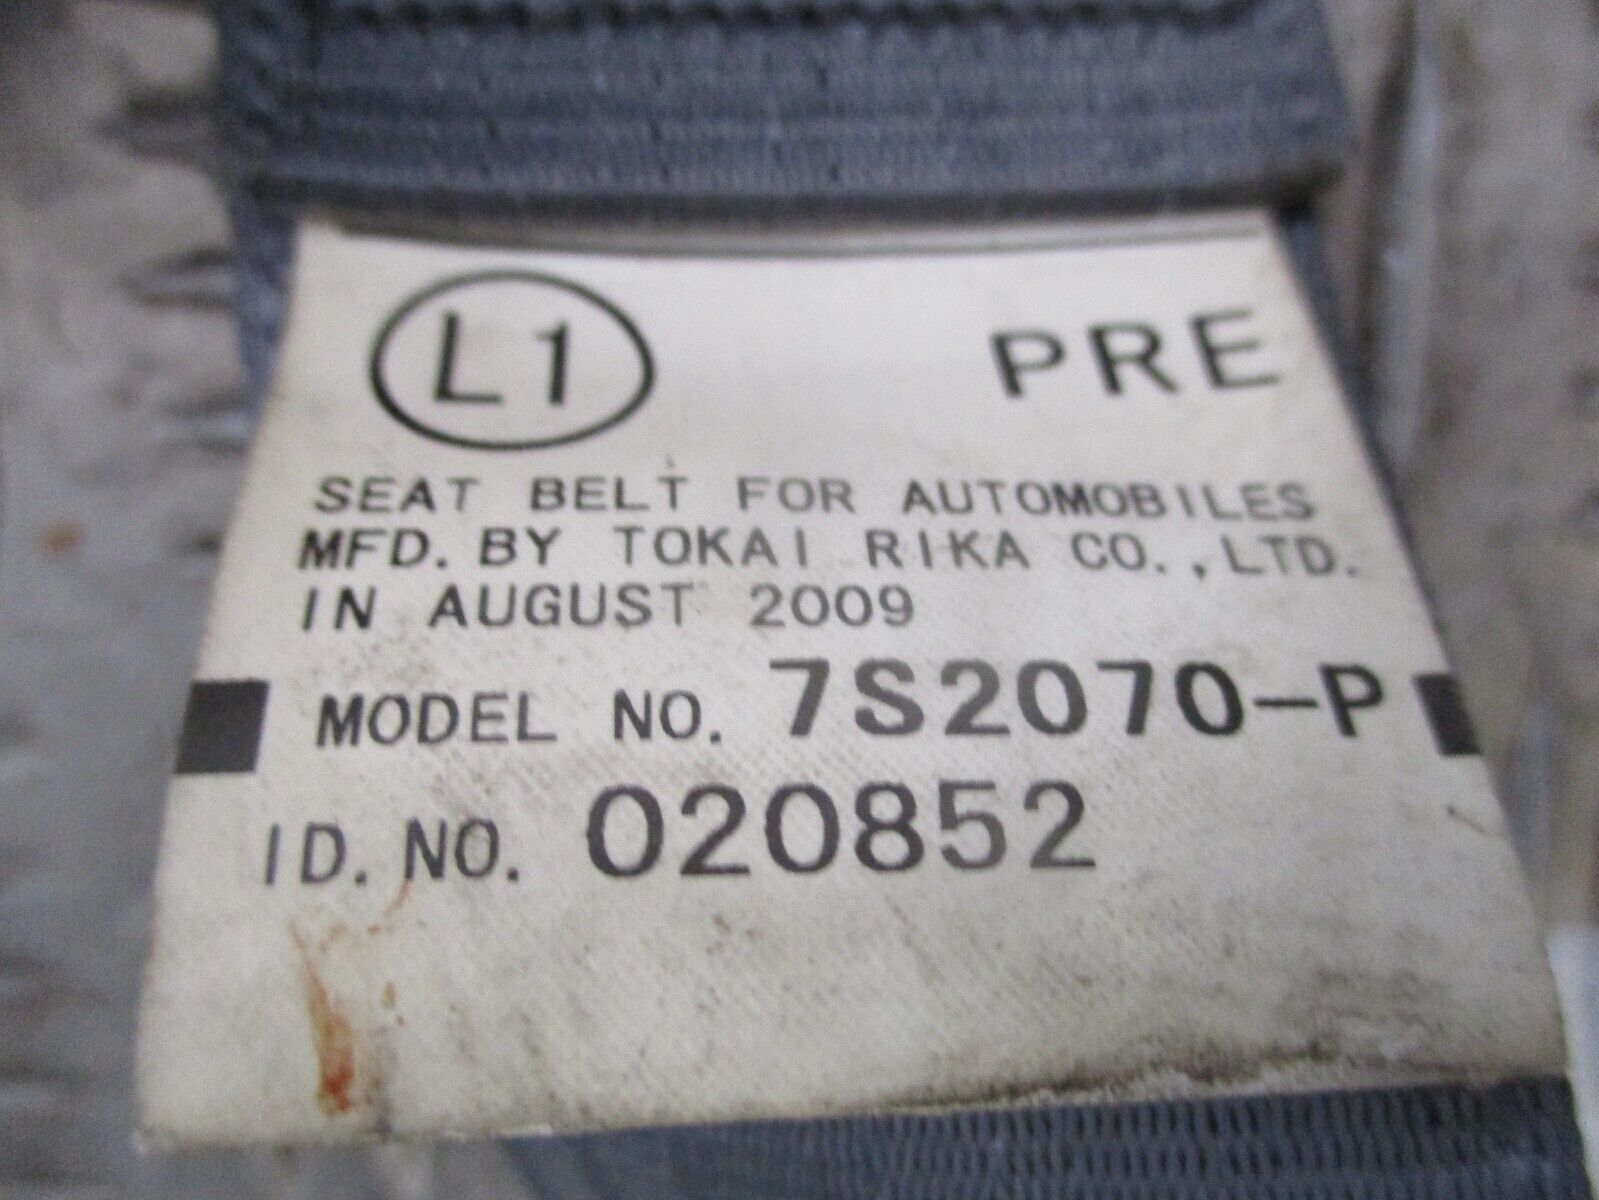 L1 PRE
SEAT BELT FOR AUTOMOBILES
MFD. BY TOKAI RIKA CO., LTD.
IN AUGUST 2009
MODEL NO. 7S2070-P
ID. NO. 020852